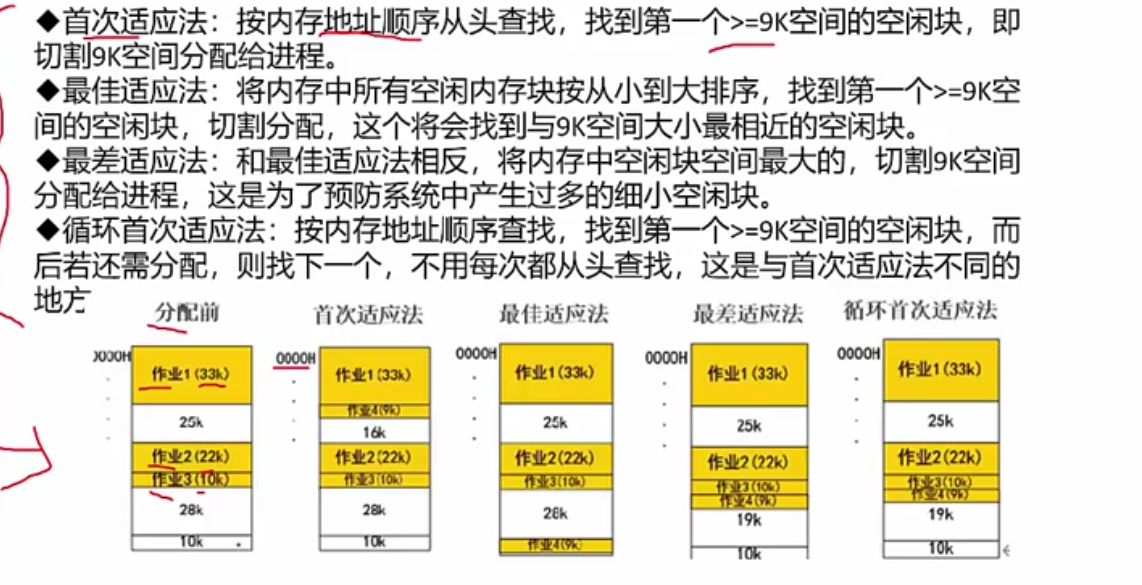 ◆首次适应法：按内存地址顺序从头查找，找到第一个>=9K空间的空闲块，即
切割9K空间分配给进程。
◆最佳适应法：将内存中所有空闲内存块按从小到大排序，找到第一个>=9K空
间的空闲块，切割分配，这个将会找到与9K空间大小最相近的空闲块。
◆最差适应法：和最佳适应法相反，将内存中空闲块空间最大的，切割9K空间
分配给进程，这是为了预防系统中产生过多的细小空闲块。
◆循环首次适应法：按内存地址顺序查找，找到第一个>=9K空间的空闲块，而
后若还需分配，则找下一个，不用每次都从头查找，这是与首次适应法不同的
地方
分配前
0000H
作业1(33k)
25k
作业2(22k)
作业3(10k)
28k
10k
首次适应法
0000H
作业1(33k)
作业4(9k)
16k
作业2(22k)
作业3(10k)
28k
10k
最佳适应法
0000H
作业1(33k)
25k
作业2(22k)
作业3(10k)
28k
作业4(9k)
最差适应法
0000H
作业1(33k)
25k
作业2(22k)
作业3(10k)
作业4(9k)
19k
10k
循环首次适应法
0000H
作业1(33k)
25k
作业2(22k)
作业3(10k)
作业4(9k)
19k
10k